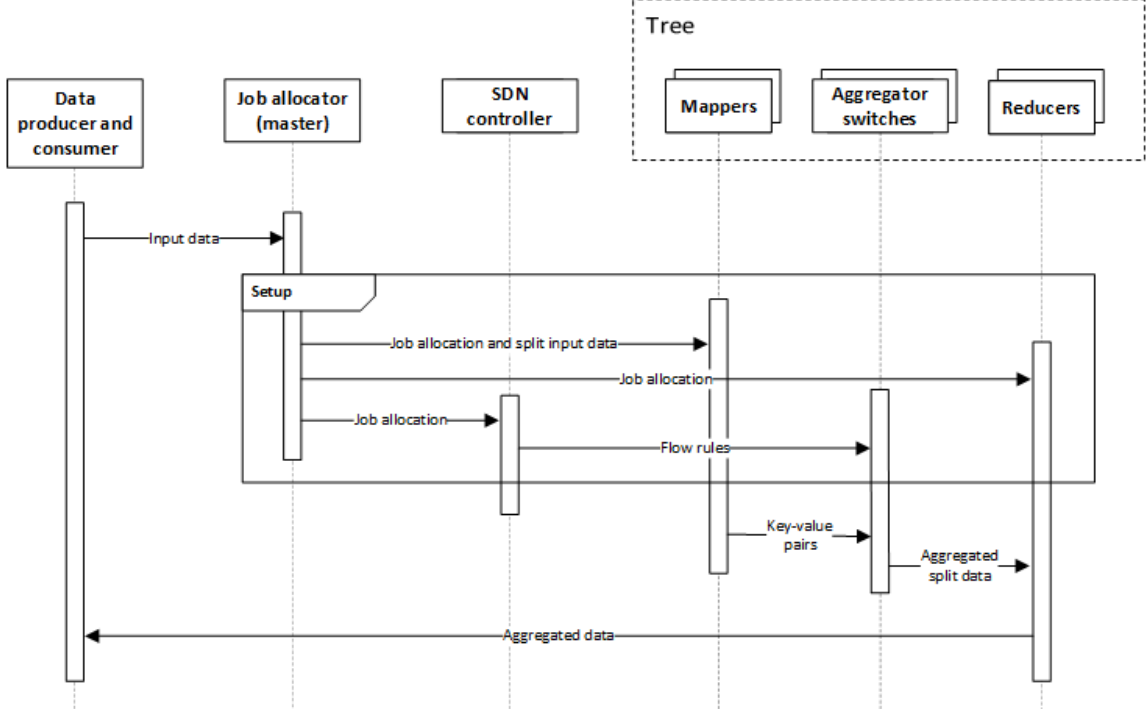 Tree
Data
producer and
consumer
Job allocator
(master)
SDN
controller
Mappers
Aggregator
switches
Reducers
Input data
Setup
Job allocation and split input data
Job allocation
Job allocation
Flow rules
Key-value
pairs
Aggregated
split data
Aggregated data